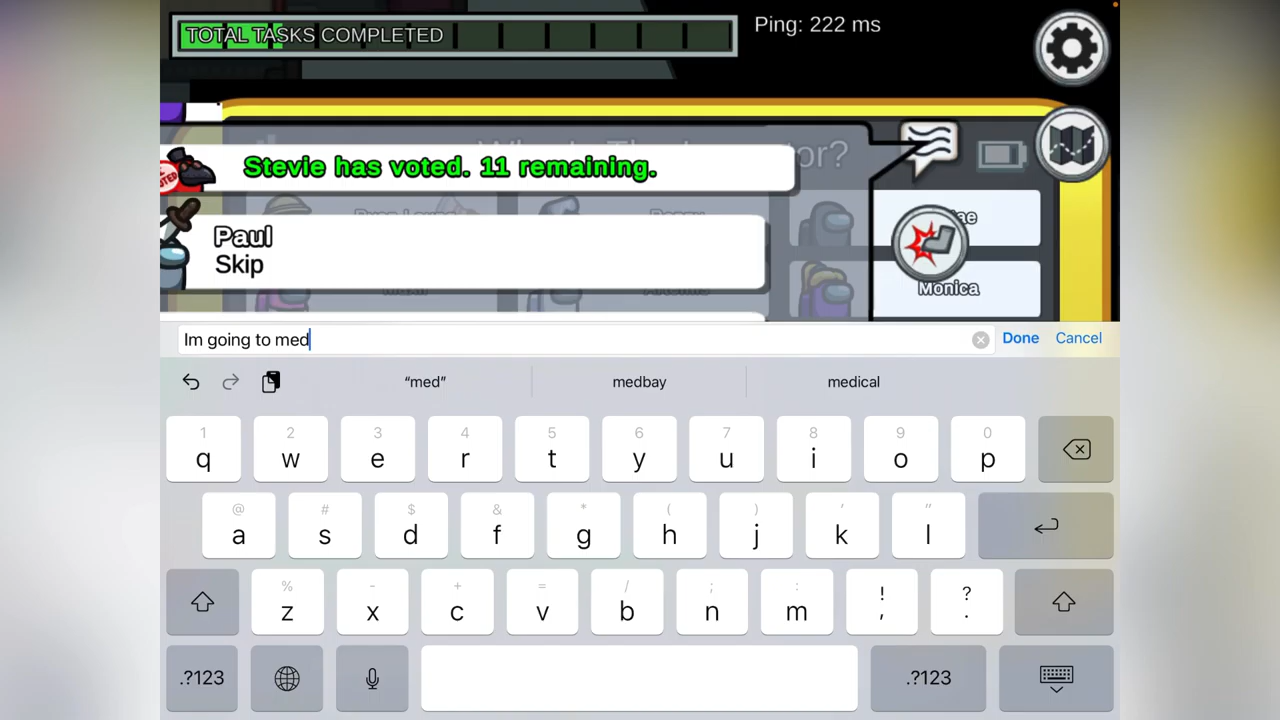 TOTAL TASKS COMPLETED
Ping: 222 ms
Stevie has voted. 11 remaining.
Paul
Skip
Monica
Im going to med
Done
Cancel
“med”
medbay
medical
1 2 3 4 5 6 7 8 9 0
q w e r t y u i o p
@ # $ & * ( ) ' "
a s d f g h j k l
% - + = / ; : ! ?
z x c v b n m , .
.?123
.?123